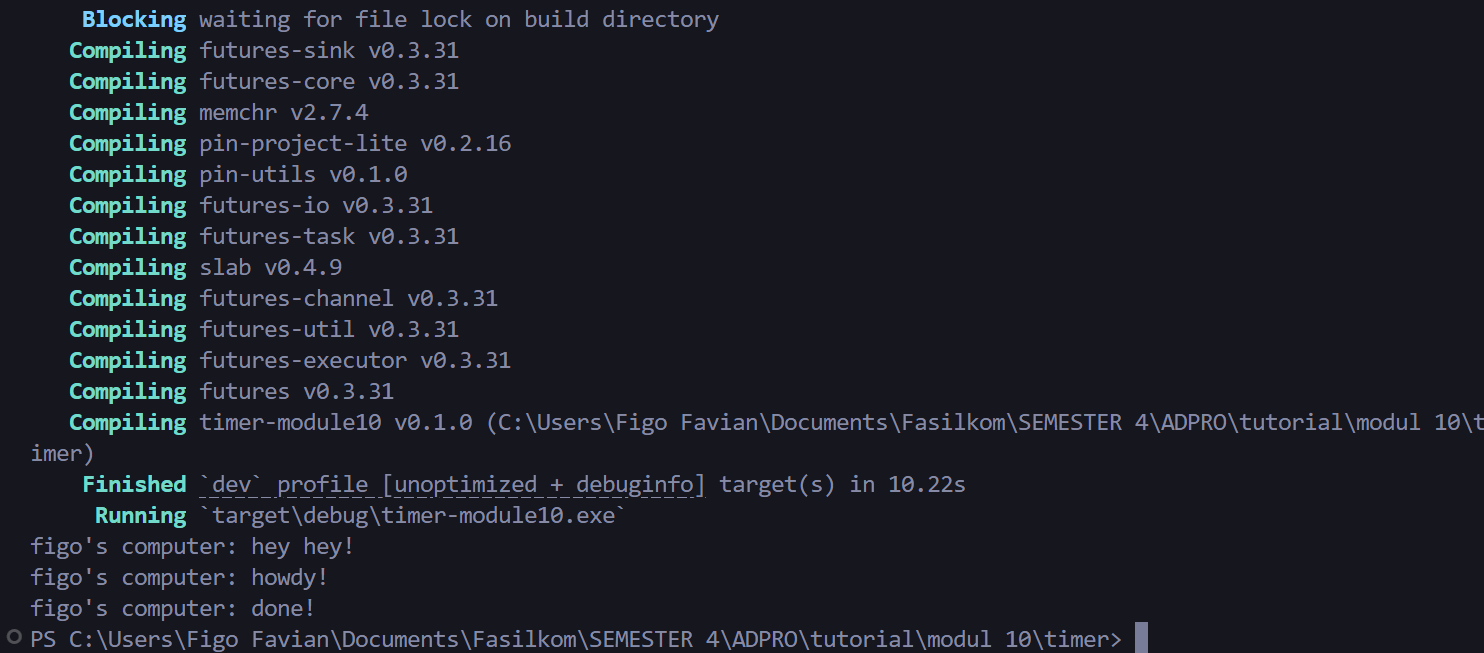 Blocking waiting for file lock on build directory
Compiling futures-sink v0.3.31
Compiling futures-core v0.3.31
Compiling memchr v2.7.4
Compiling pin-project-lite v0.2.16
Compiling pin-utils v0.1.0
Compiling futures-io v0.3.31
Compiling futures-task v0.3.31
Compiling slab v0.4.9
Compiling futures-channel v0.3.31
Compiling futures-util v0.3.31
Compiling futures-executor v0.3.31
Compiling futures v0.3.31
Compiling timer-module10 v0.1.0 (C:\Users\Figo Favian\Documents\Fasilkom\SEMESTER 4\ADPRO\tutorial\modul 10\t
imer)
Finished `dev` profile [unoptimized + debuginfo] target(s) in 10.22s
Running `target\debug\timer-module10.exe`
figo's computer: hey hey!
figo's computer: howdy!
figo's computer: done!
PS C:\Users\Figo Favian\Documents\Fasilkom\SEMESTER 4\ADPRO\tutorial\modul 10\timer>